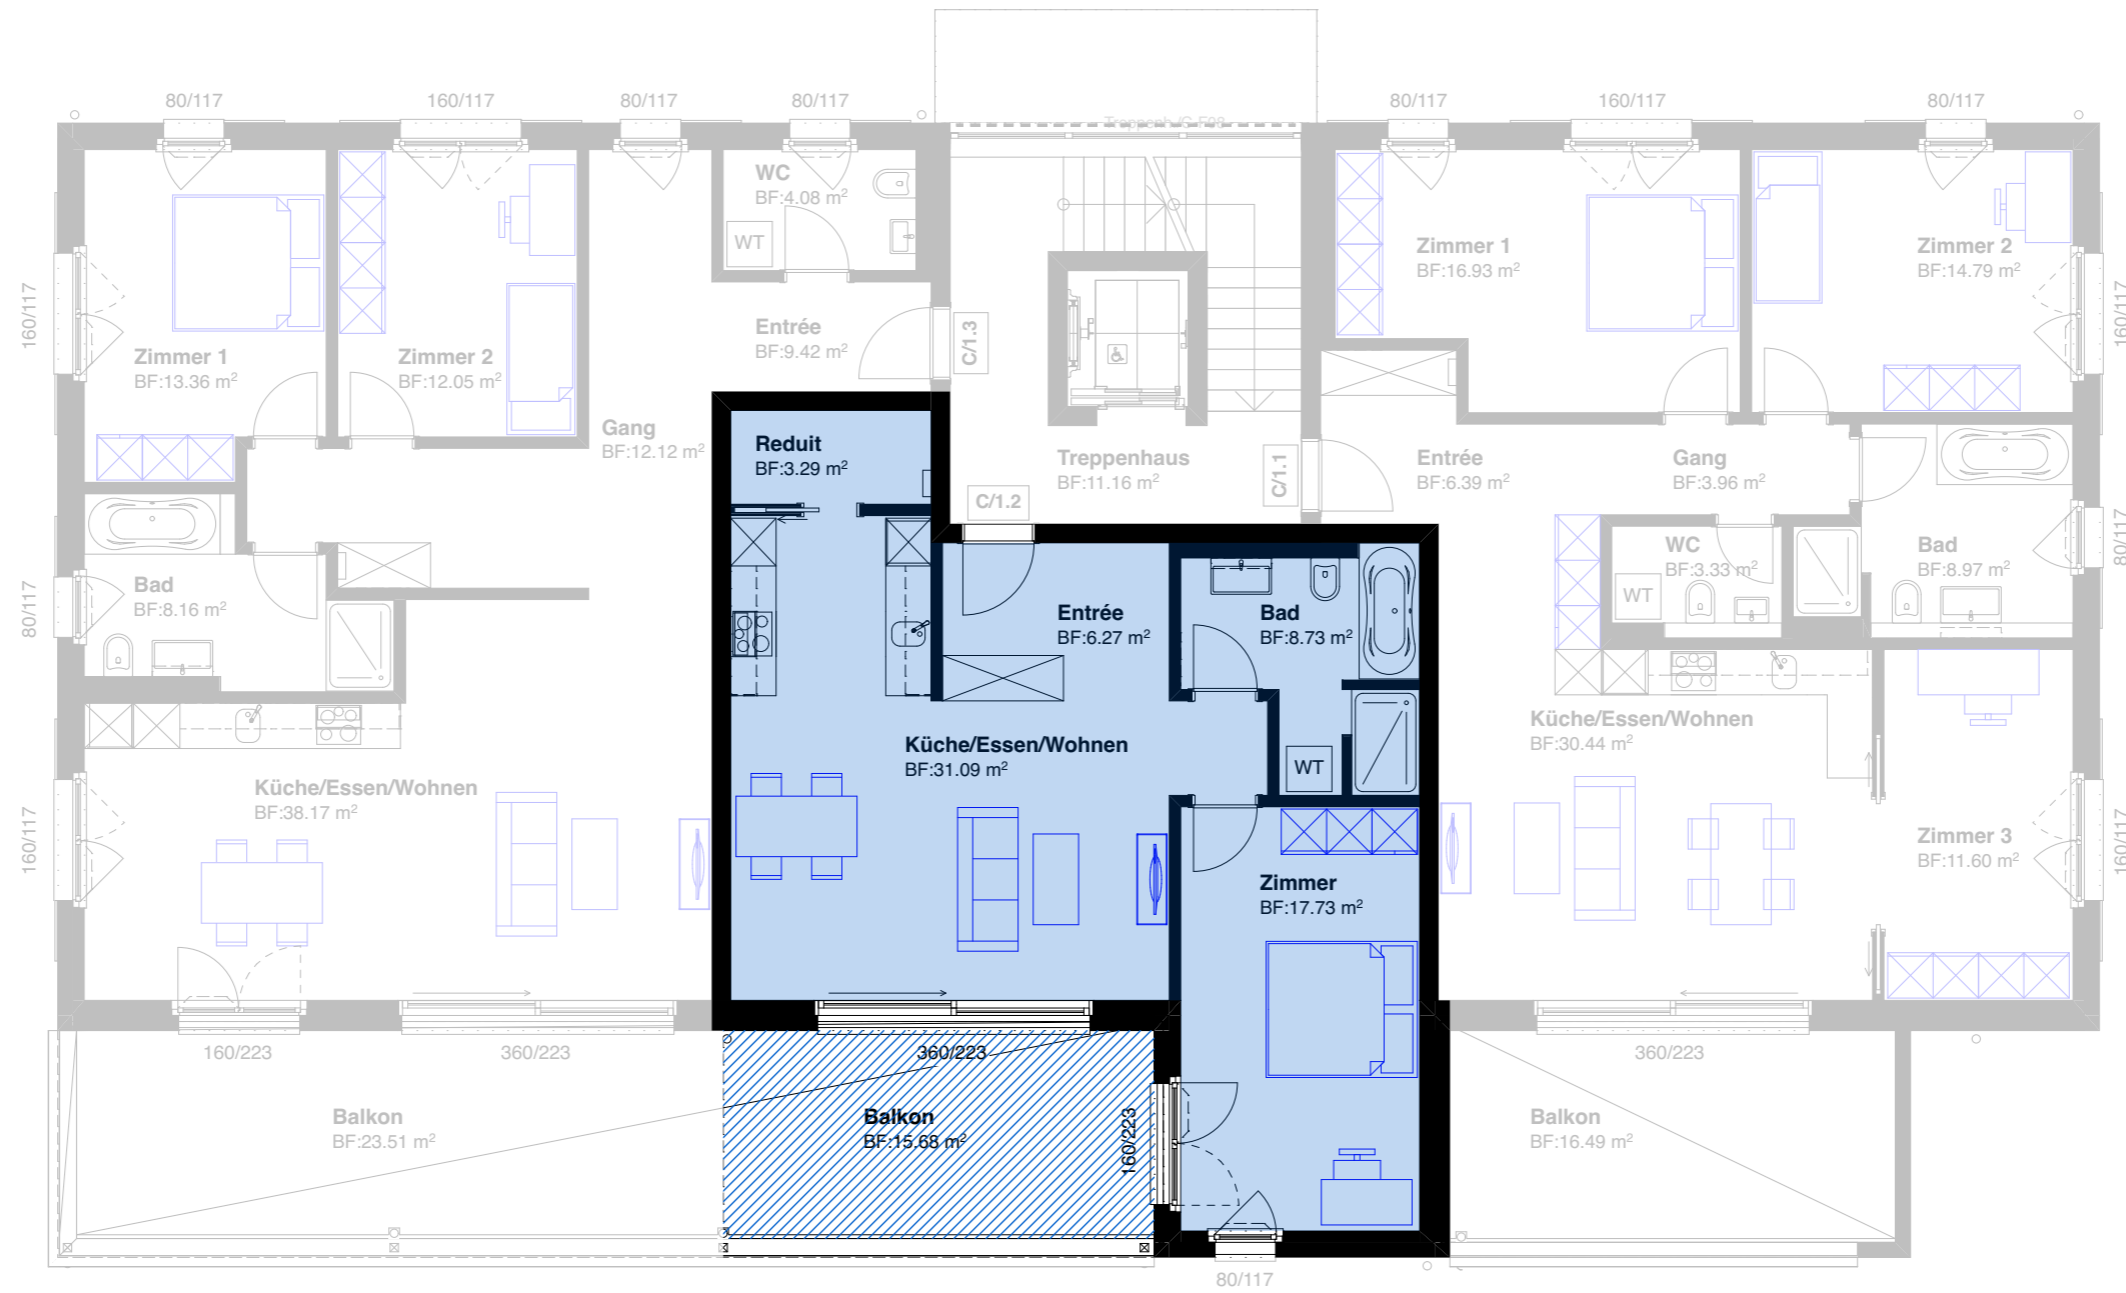 80/117
160/117
80/117
80/117
80/117
160/117
80/117
Treppenh./C F08
WC
BF:4.08 m²
WT
Zimmer 1
BF:16.93 m²
Zimmer 2
BF:14.79 m²
160/117
160/117
Entrée
BF:9.42 m²
C/1.3
Zimmer 1
BF:13.36 m²
Zimmer 2
BF:12.05 m²
Gang
BF:12.12 m²
Reduit
BF:3.29 m²
Treppenhaus
BF:11.16 m²
C/1.1
C/1.2
Entrée
BF:6.39 m²
Gang
BF:3.96 m²
80/117
80/117
WC
BF:3.33 m²
WT
Bad
BF:8.97 m²
Bad
BF:8.16 m²
Entrée
BF:6.27 m²
Bad
BF:8.73 m²
WT
Küche/Essen/Wohnen
BF:31.09 m²
Küche/Essen/Wohnen
BF:30.44 m²
Küche/Essen/Wohnen
BF:38.17 m²
160/117
160/117
Zimmer 3
BF:11.60 m²
Zimmer
BF:17.73 m²
160/223
360/223
360/223
360/223
Balkon
BF:23.51 m²
Balkon
BF:15.68 m²
160/223
Balkon
BF:16.49 m²
80/117